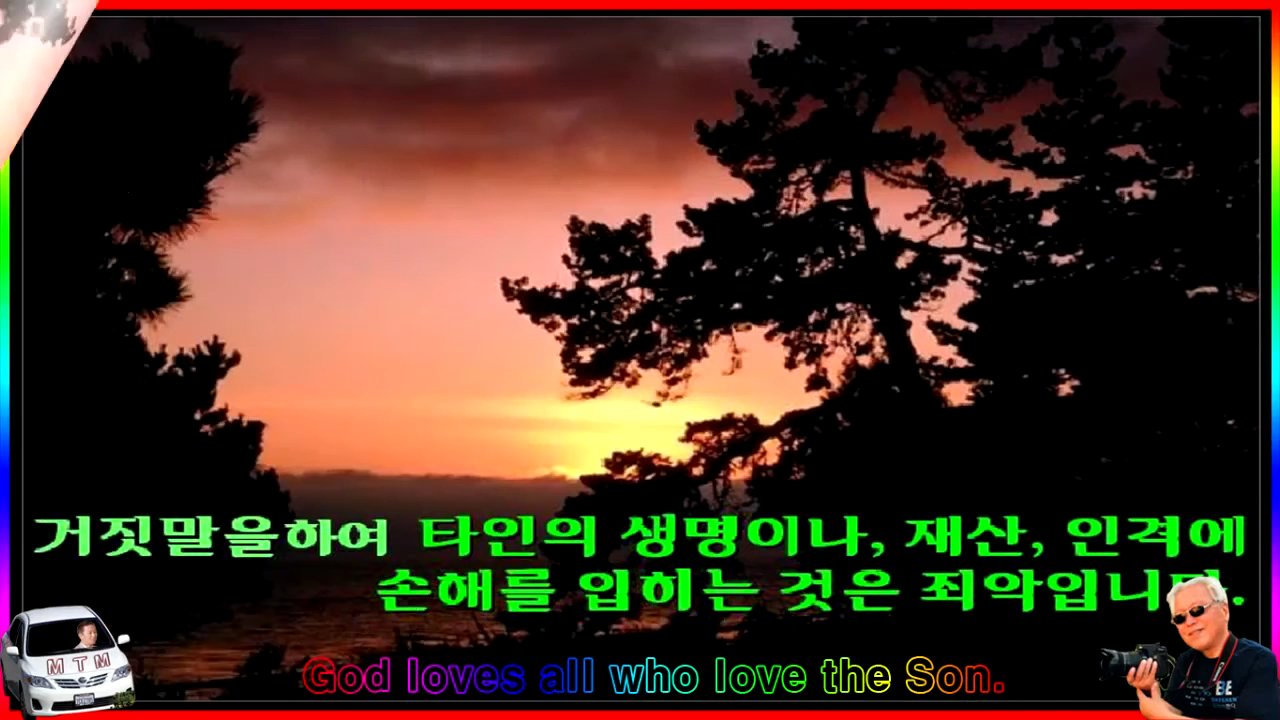 거짓말을하여 타인의 생명이나, 재산, 인격에
손해를 입히는 것은 죄악입니다.
God loves all who love the Son.
MTM
BE